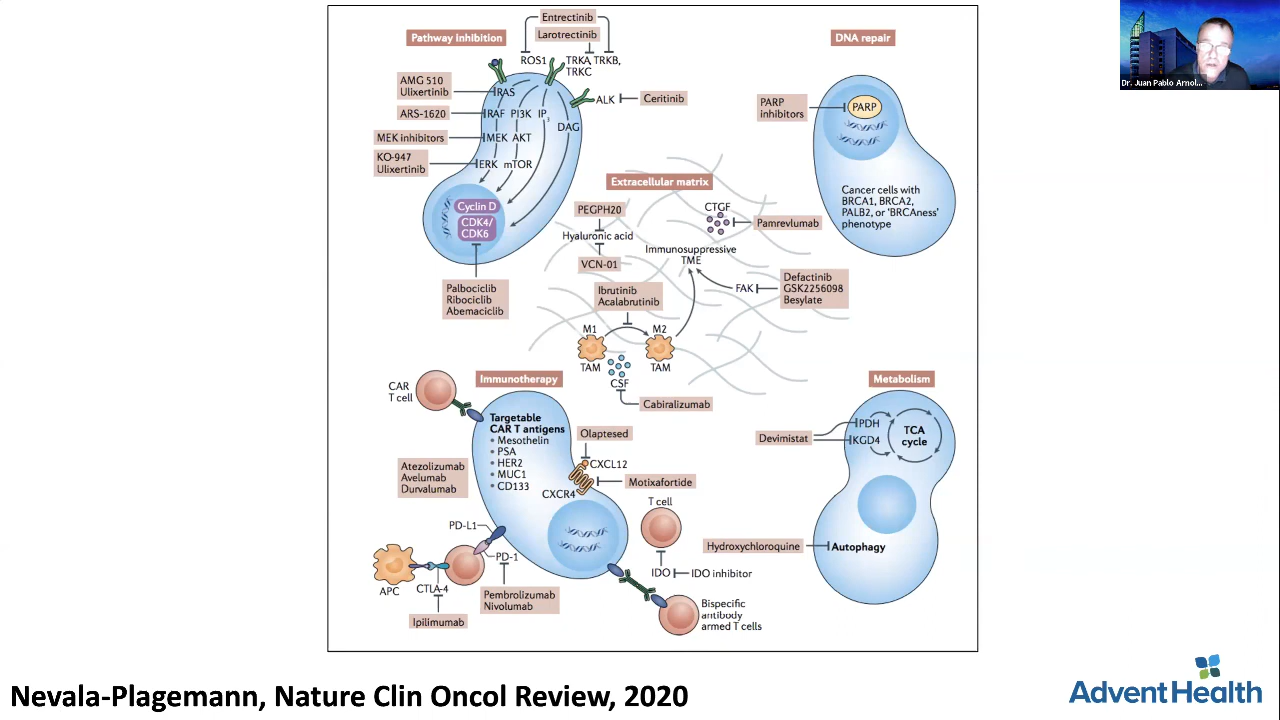 Entrectinib
Larotrectinib
Pathway Inhibition
ROS1
TRKA, TRKB,
TRKC
AMG 510
Ulixertinib
RAS
ALK
Ceritinib
ARS-1620
RAF PI3K IP3
DAG
MEK inhibitors
MEK AKT
KO-947
Ulixertinib
ERK mTOR
Cyclin D
CDK4/
CDK6
Palbociclib
Ribociclib
Abemaciclib
DNA repair
PARP
inhibitors
PARP
Cancer cells with
BRCA1, BRCA2,
PALB2, or 'BRCAness'
phenotype
Dr. Juan Pablo Arnol...
Extracellular matrix
PEGPH20
Hyaluronic acid
VCN-01
CTGF
Pamrevlumab
Immunosuppressive
TME
Ibrutinib
Acalabrutinib
FAK
Defactinib
GSK2256098
Besylate
M1
M2
TAM
TAM
CSF
Cabiralizumab
Immunotherapy
CAR
T cell
Targetable
CAR T antigens
• Mesothelin
• PSA
• HER2
• MUC1
• CD133
Olaptesed
CXCL12
CXCR4
Motixafortide
Atezolizumab
Avelumab
Durvalumab
PD-L1
PD-1
APC
CTLA-4
Ipilimumab
Pembrolizumab
Nivolumab
T cell
IDO
IDO inhibitor
Bispecific
antibody
armed T cells
Metabolism
Devimistat
PDH
KGD4
TCA
cycle
Hydroxychloroquine
Autophagy
Nevala-Plagemann, Nature Clin Oncol Review, 2020
AdventHealth